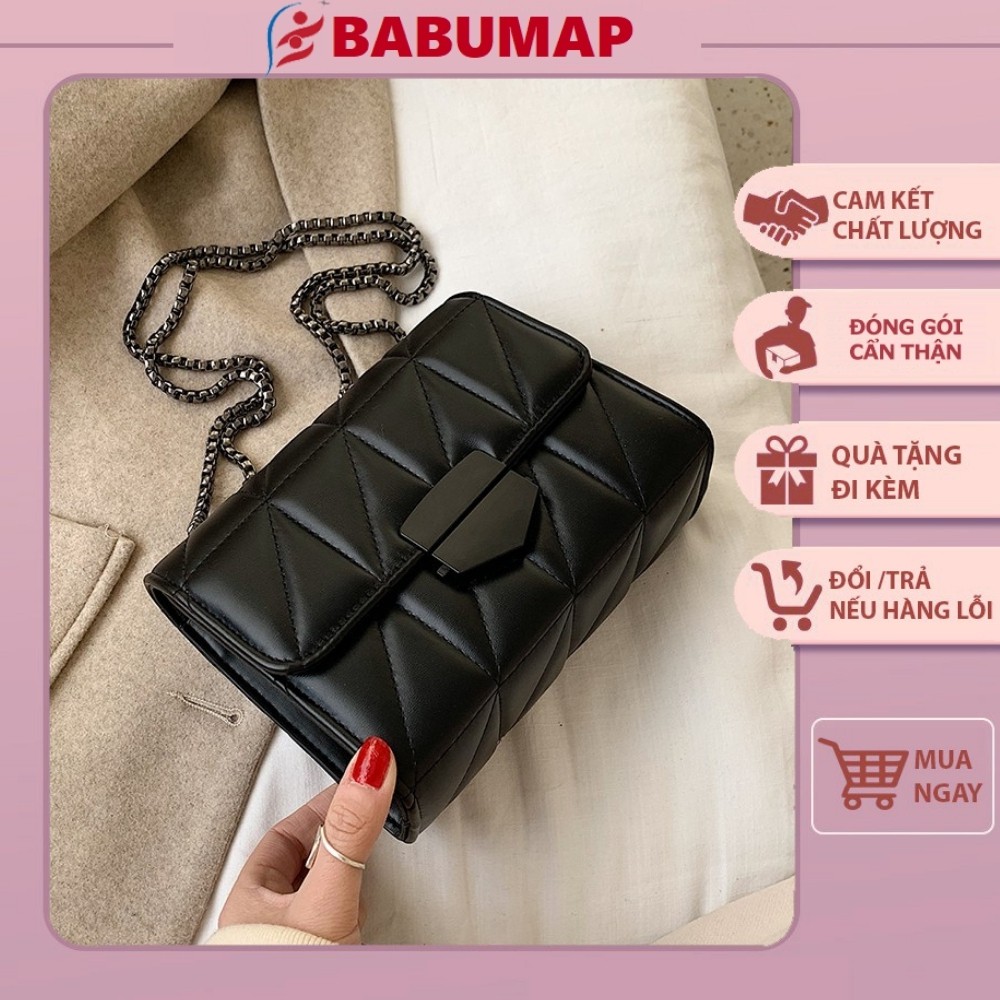 BABUMAP
CAM KẾT
CHẤT LƯỢNG
ĐÓNG GÓI
CẨN THẬN
QUÀ TẶNG
ĐI KÈM
ĐỔI /TRẢ
NẾU HÀNG LỖI
MUA
NGAY